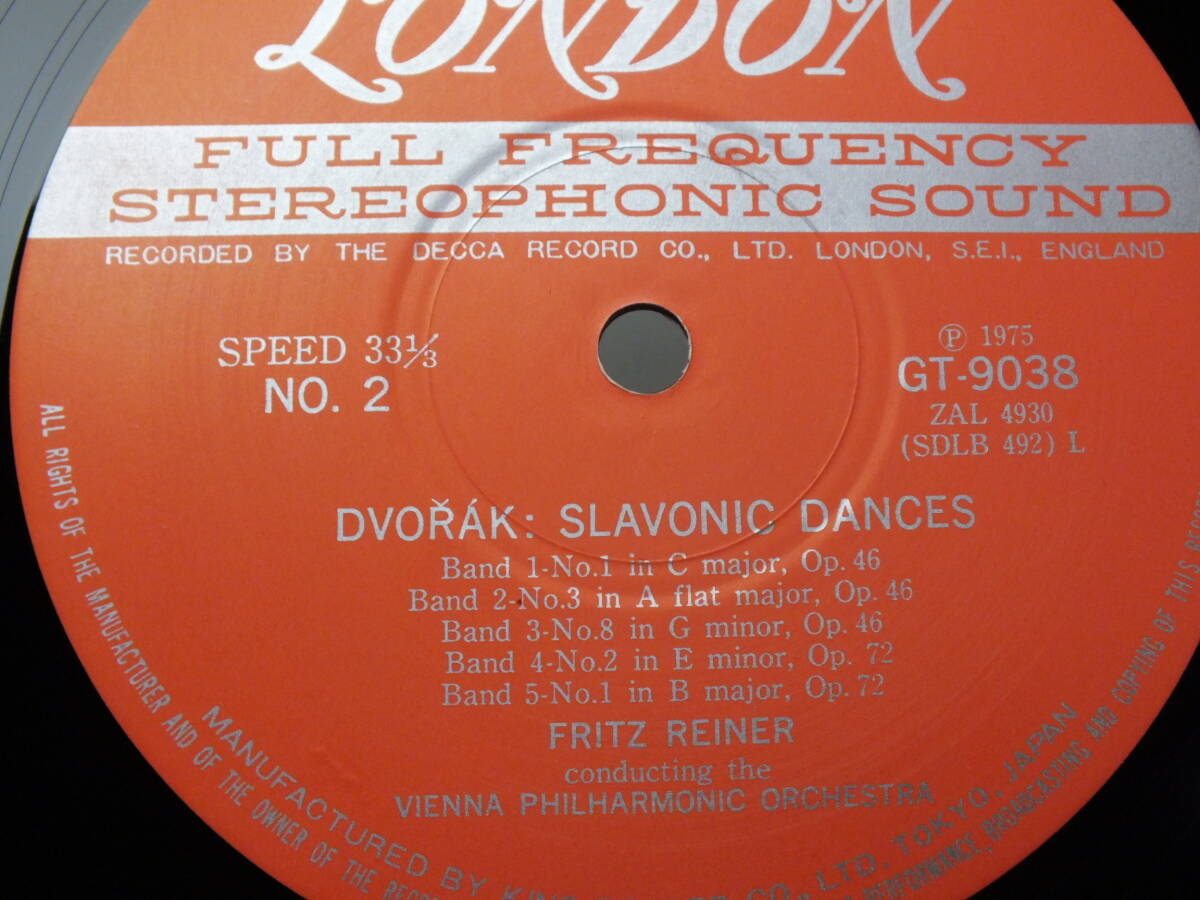 LONDON
FULL FREQUENCY
STEREOPHONIC SOUND
RECORDED BY THE DECCA RECORD CO., LTD. LONDON, S.E.I., ENGLAND
SPEED 33⅓
NO. 2
Ⓟ 1975
GT-9038
ZAL 4930
(SDLB 492) L
DVOŘÁK: SLAVONIC DANCES
Band 1-No.1 in C major, Op. 46
Band 2-No.3 in A flat major, Op. 46
Band 3-No.8 in G minor, Op. 46
Band 4-No.2 in E minor, Op. 72
Band 5-No.1 in B major, Op. 72
FRITZ REINER
conducting the
VIENNA PHILHARMONIC ORCHESTRA
MANUFACTURED BY CO., LTD. TOKYO, JAPAN
ALL RIGHTS OF THE MANUFACTURER AND OF THE OWNER OF THE PERFORMANCE, BROADCASTING AND COPYING OF THIS